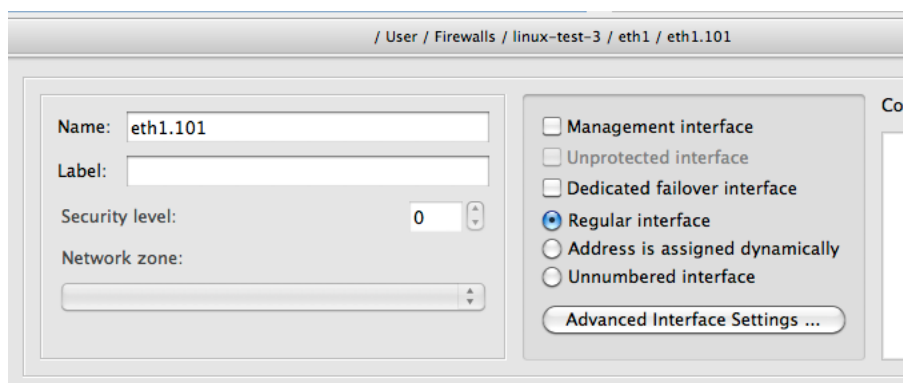 / User / Firewalls / linux-test-3 / eth1 / eth1.101
Name: eth1.101
Label:
Security level: 0
Network zone:
Management interface
Unprotected interface
Dedicated failover interface
Regular interface
Address is assigned dynamically
Unnumbered interface
Advanced Interface Settings ...
Co